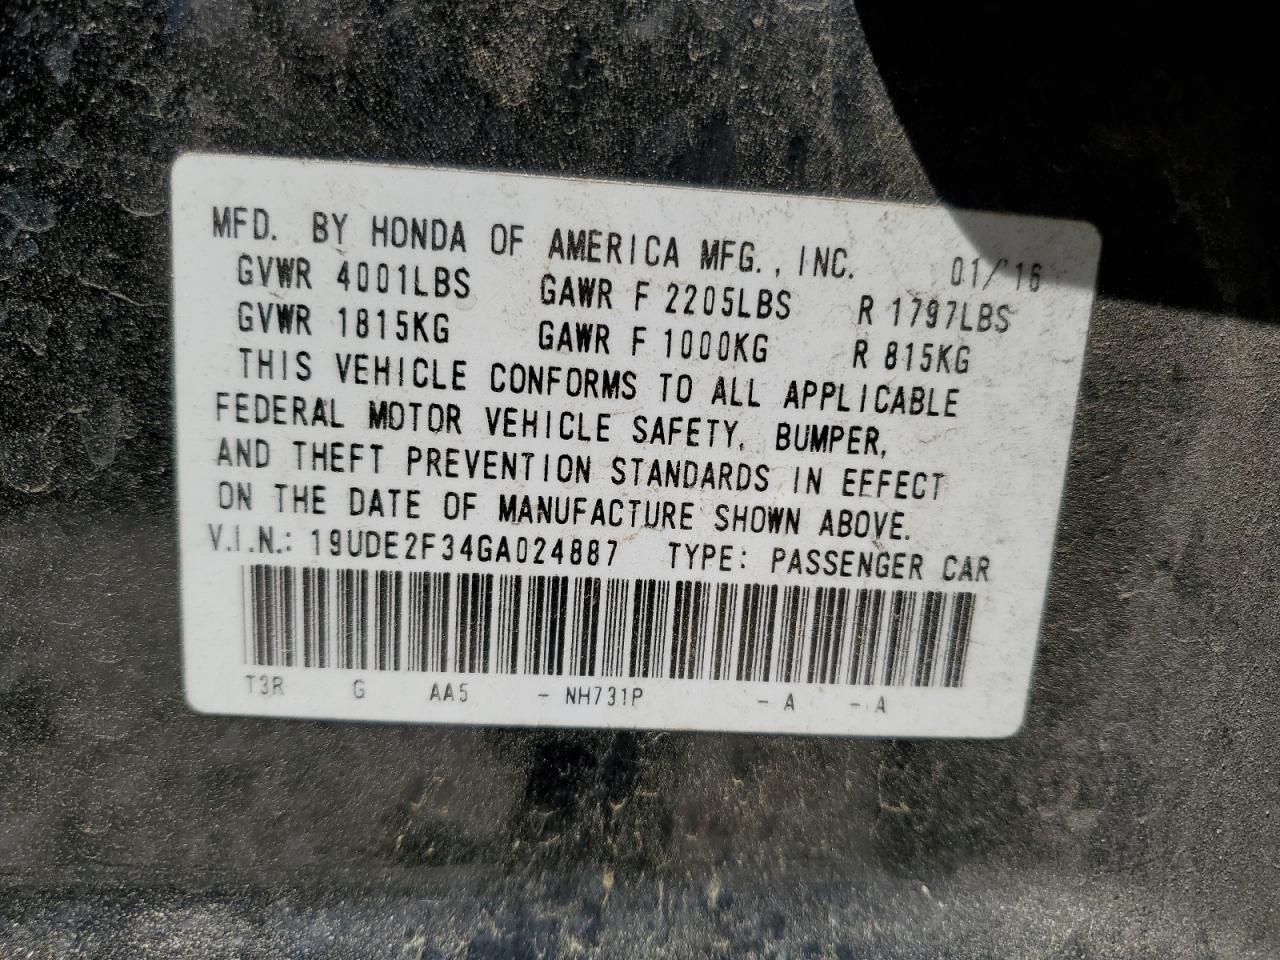 MFD. BY HONDA OF AMERICA MFG., INC. 01/'16
GVWR 4001LBS GAWR F 2205LBS R 1797LBS
GVWR 1815KG GAWR F 1000KG R 815KG
THIS VEHICLE CONFORMS TO ALL APPLICABLE
FEDERAL MOTOR VEHICLE SAFETY, BUMPER,
AND THEFT PREVENTION STANDARDS IN EFFECT
ON THE DATE OF MANUFACTURE SHOWN ABOVE.
V.I.N.: 19UDE2F34GA024887 TYPE: PASSENGER CAR
T3R G AA5 - NH731P - A - A